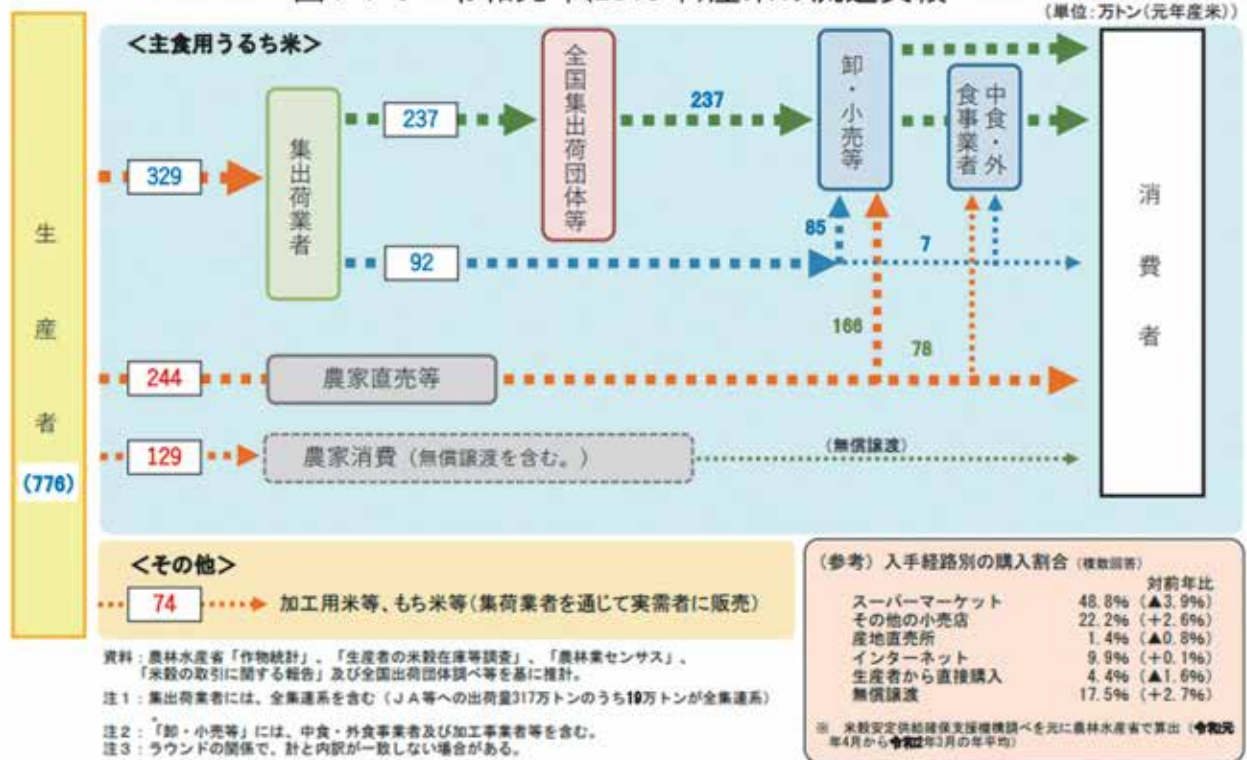 (単位：万トン(元年産米))
＜主食用うるち米＞
生産者
(776)
329
集出荷業者
237
全国集出荷団体等
237
卸・小売等
中食・外食事業者
消費者
92
85
7
166
78
244
農家直売等
129
農家消費（無償譲渡を含む。）
(無償譲渡)
＜その他＞
74
加工用米等、もち米等(集荷業者を通じて実需者に販売)
（参考）入手経路別の購入割合（複数回答）
対前年比
スーパーマーケット 48.8% (▲3.9%)
その他の小売店 22.2% (+2.6%)
産地直売所 1.4% (▲0.8%)
インターネット 9.9% (+0.1%)
生産者から直接購入 4.4% (▲1.6%)
無償譲渡 17.5% (+2.7%)
※ 米穀安定供給確保支援機構調べを元に農林水産省で算出（令和元
年4月から令和2年3月の年平均）
資料：農林水産省「作物統計」、「生産者の米穀在庫等調査」、「農林業センサス」、
「米穀の取引に関する報告」及び全国出荷団体調べ等を基に推計。
注1：集出荷業者には、全集連系を含む（ＪＡ等への出荷量317万トンのうち19万トンが全集連系）
注2：「卸・小売等」には、中食・外食事業者及び加工事業者等を含む。
注3：ラウンドの関係で、計と内訳が一致しない場合がある。